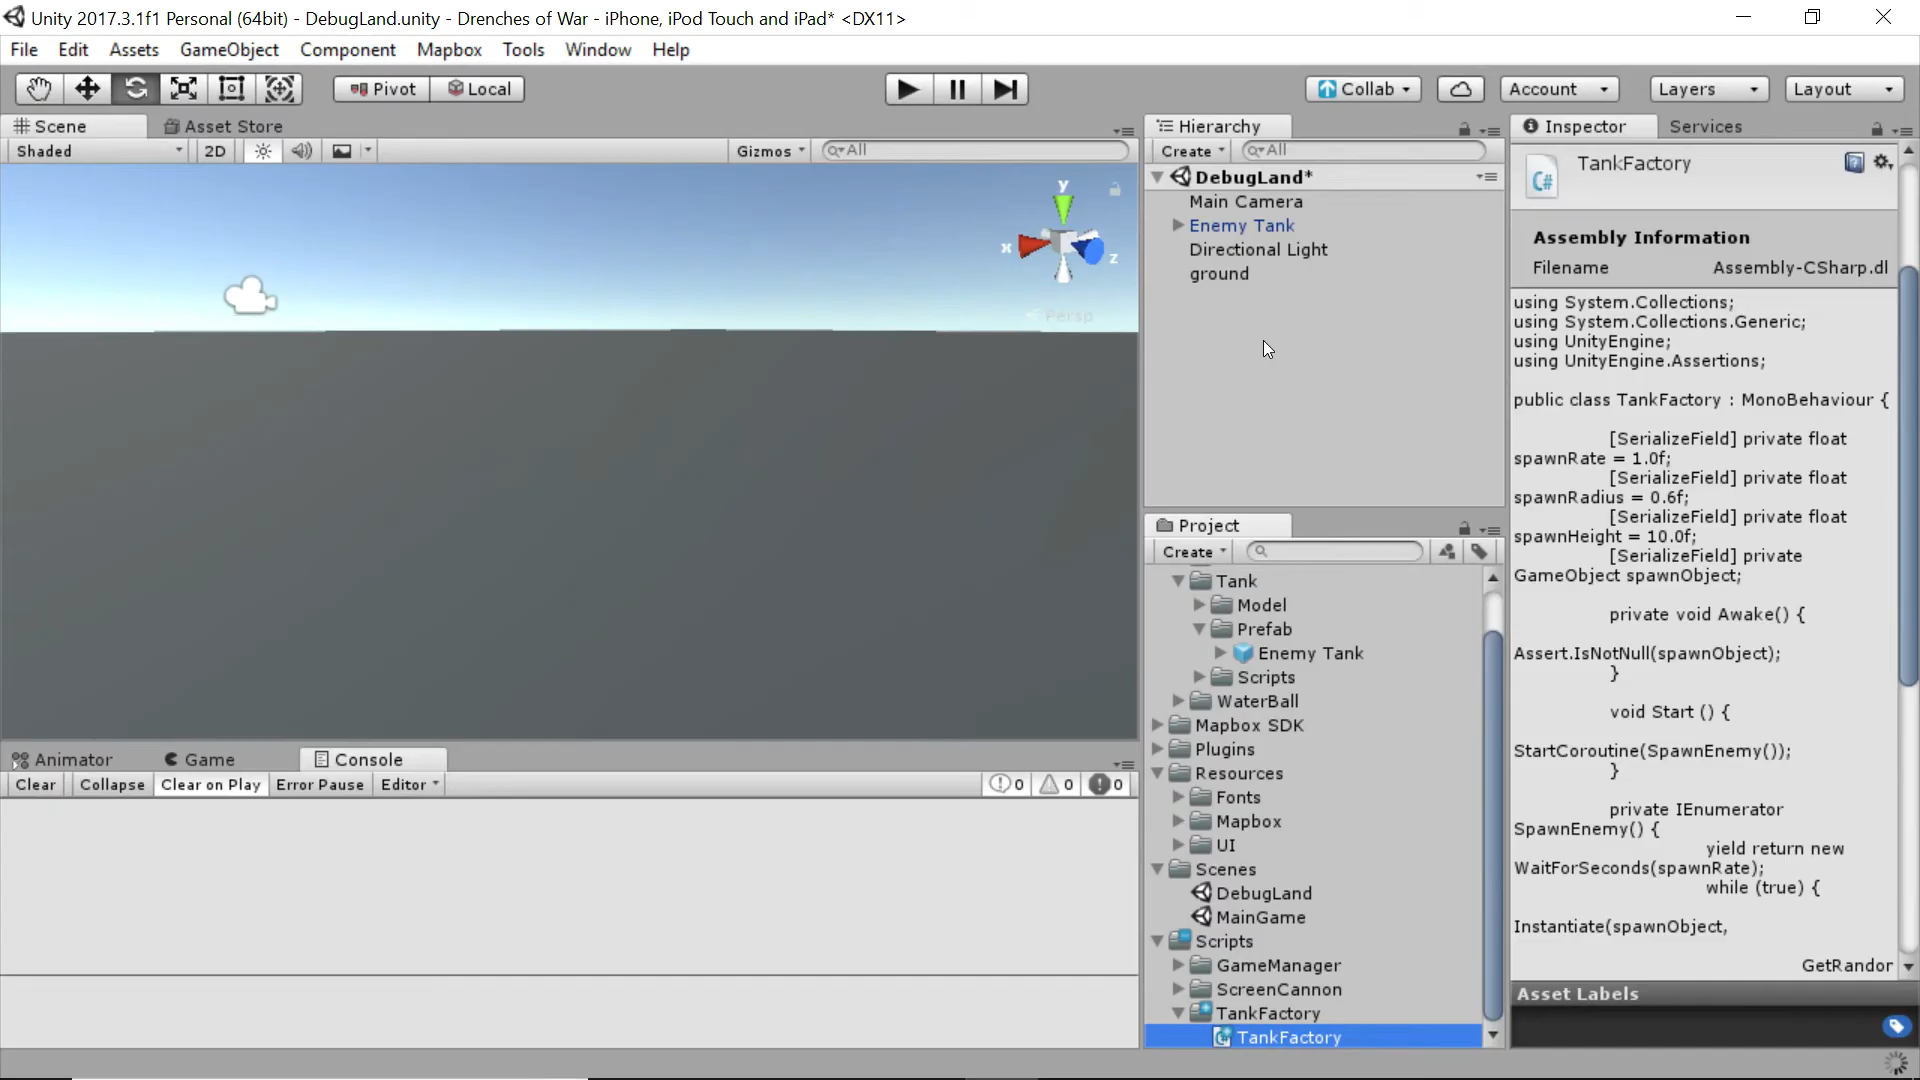 Unity 2017.3.1f1 Personal (64bit) - DebugLand.unity - Drenches of War - iPhone, iPod Touch and iPad* <DX11>
File Edit Assets GameObject Component Mapbox Tools Window Help
Pivot Local Collab Account Layers Layout
Scene Asset Store
Shaded 2D Gizmos All
y
x
z
Persp
Animator Game Console
Clear Collapse Clear on Play Error Pause Editor 0 0 0
Hierarchy
Create All
DebugLand*
Main Camera
Enemy Tank
Directional Light
ground
Project
Create
Tank
Model
Prefab
Enemy Tank
Scripts
WaterBall
Mapbox SDK
Plugins
Resources
Fonts
Mapbox
UI
Scenes
DebugLand
MainGame
Scripts
GameManager
ScreenCannon
TankFactory
TankFactory
Inspector Services
C#
TankFactory
Assembly Information
Filename Assembly-CSharp.dl
using System.Collections;
using System.Collections.Generic;
using UnityEngine;
using UnityEngine.Assertions;
public class TankFactory : MonoBehaviour {
[SerializeField] private float
spawnRate = 1.0f;
[SerializeField] private float
spawnRadius = 0.6f;
[SerializeField] private float
spawnHeight = 10.0f;
[SerializeField] private
GameObject spawnObject;
private void Awake() {
Assert.IsNotNull(spawnObject);
}
void Start () {
StartCoroutine(SpawnEnemy());
}
private IEnumerator
SpawnEnemy() {
yield return new
WaitForSeconds(spawnRate);
while (true) {
Instantiate(spawnObject,
GetRandor
Asset Labels